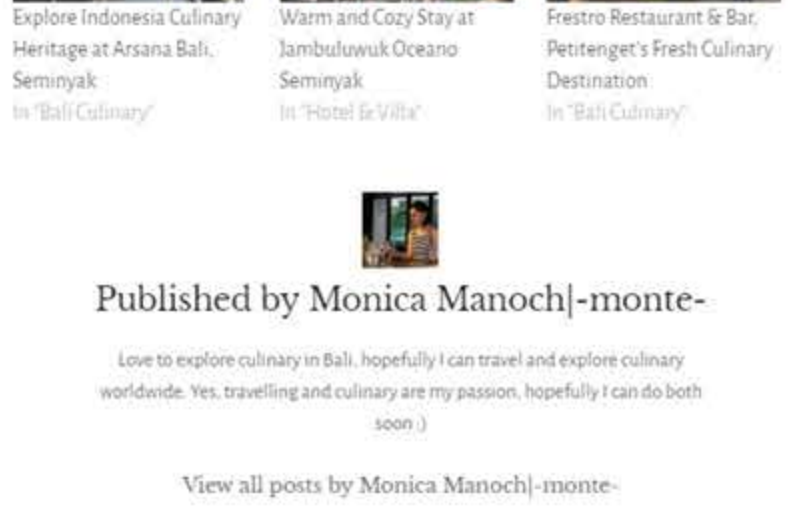 Explore Indonesia Culinary
Heritage at Arsana Bali,
Seminyak
In "Bali Culinary"
Warm and Cozy Stay at
Jambuluwuk Oceano
Seminyak
In "Hotel & Villa"
Frestro Restaurant & Bar,
Petitenget's Fresh Culinary
Destination
In "Bali Culinary"
Published by Monica Manoch|-monte-
Love to explore culinary in Bali, hopefully I can travel and explore culinary
worldwide. Yes, travelling and culinary are my passion, hopefully I can do both
soon :)
View all posts by Monica Manoch|-monte-